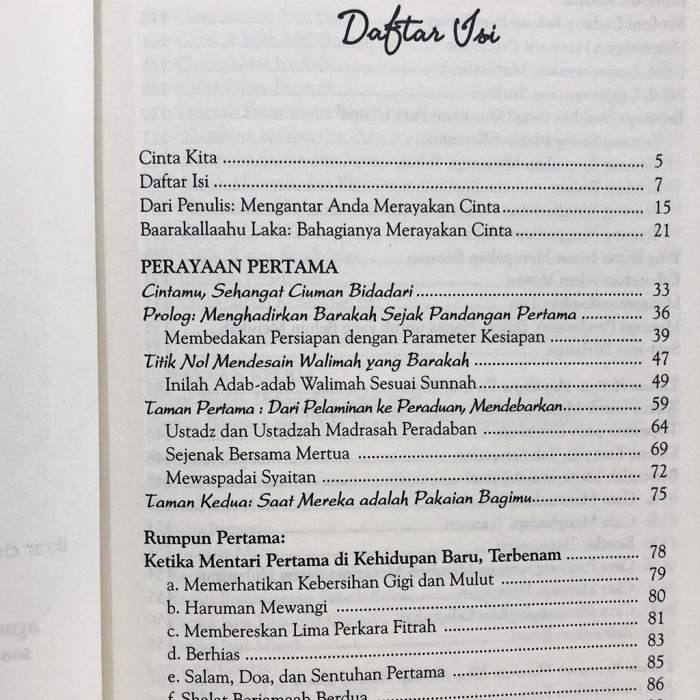 Daftar Isi
Cinta Kita ........ 5
Daftar Isi ........ 7
Dari Penulis: Mengantar Anda Merayakan Cinta ........ 15
Baarakallaahu Laka: Bahagianya Merayakan Cinta ........ 21
PERAYAAN PERTAMA
Cintamu, Sehangat Ciuman Bidadari ........ 33
Prolog: Menghadirkan Barakah Sejak Pandangan Pertama ........ 36
Membedakan Persiapan dengan Parameter Kesiapan ........ 39
Titik Nol Mendesain Walimah yang Barakah ........ 47
Inilah Adab-adab Walimah Sesuai Sunnah ........ 49
Taman Pertama : Dari Pelaminan ke Peraduan, Mendebarkan ........ 59
Ustadz dan Ustadzah Madrasah Peradaban ........ 64
Sejenak Bersama Mertua ........ 69
Mewaspadai Syaitan ........ 72
Taman Kedua: Saat Mereka adalah Pakaian Bagimu ........ 75
Rumpun Pertama:
Ketika Mentari Pertama di Kehidupan Baru, Terbenam ........ 78
a. Memerhatikan Kebersihan Gigi dan Mulut ........ 79
b. Haruman Mewangi ........ 80
c. Membereskan Lima Perkara Fitrah ........ 81
d. Berhias ........ 83
e. Salam, Doa, dan Sentuhan Pertama ........ 85
f. Shalat Berjamaah Berdua ........ 86